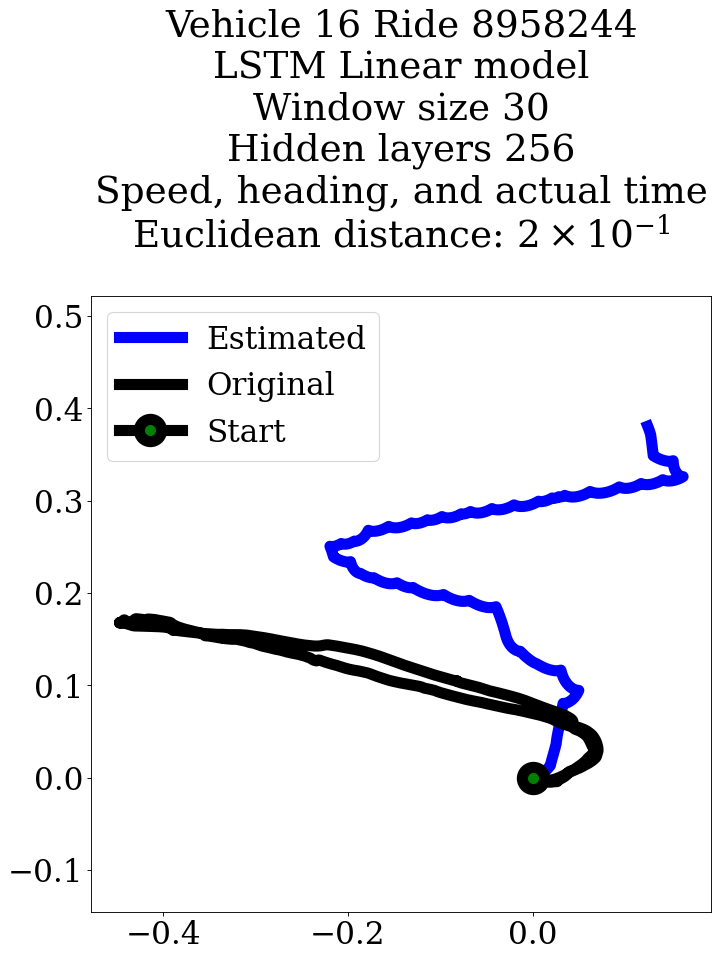 Vehicle 16 Ride 8958244
LSTM Linear model
Window size 30
Hidden layers 256
Speed, heading, and actual time
Euclidean distance: 2 × 10⁻¹
0.5
Estimated
0.4
Original
Start
0.3
0.2
0.1
0.0
−0.1
−0.4 −0.2 0.0